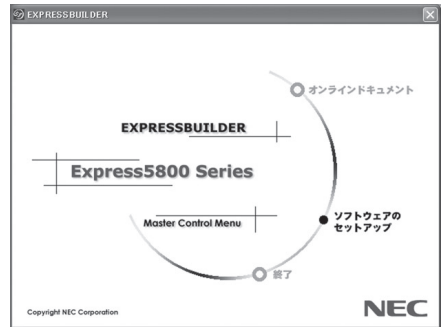 EXPRESSBUILDER
オンラインドキュメント
EXPRESSBUILDER
Express5800 Series
Master Control Menu
ソフトウェアの
セットアップ
終了
Copyright NEC Corporation
NEC